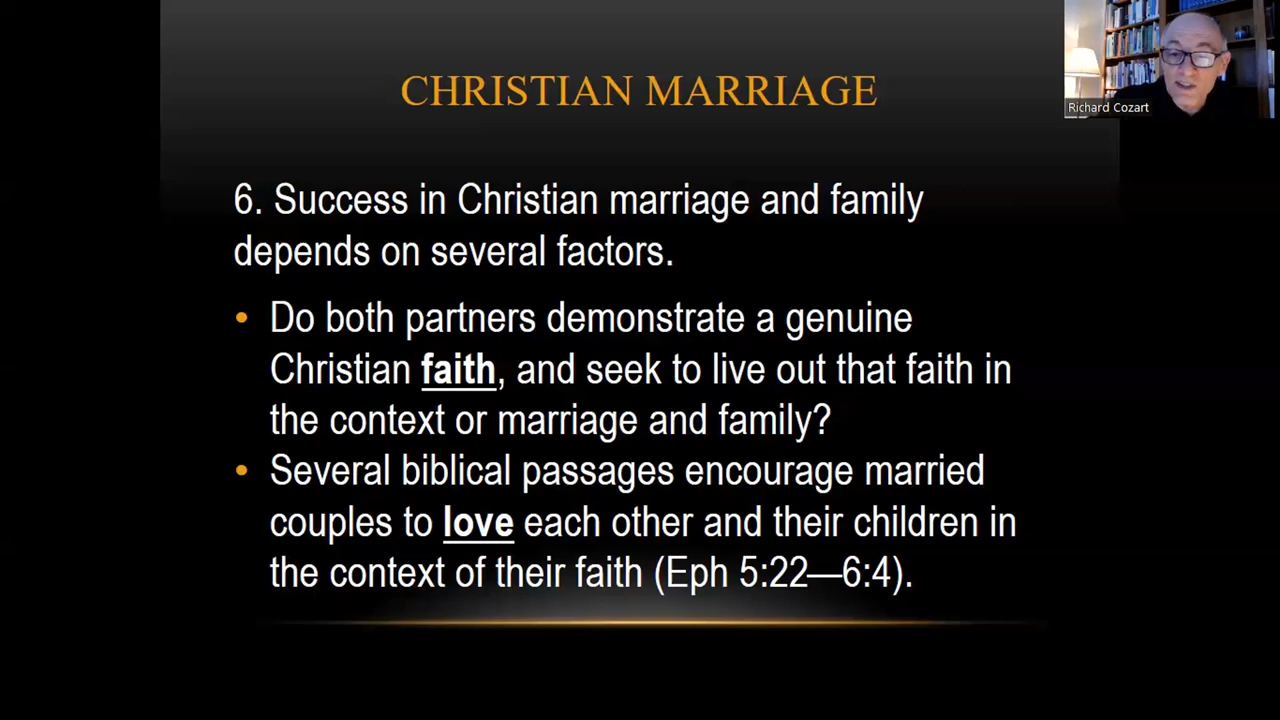 CHRISTIAN MARRIAGE
Richard Cozart
6. Success in Christian marriage and family
depends on several factors.
• Do both partners demonstrate a genuine
Christian faith, and seek to live out that faith in
the context or marriage and family?
• Several biblical passages encourage married
couples to love each other and their children in
the context of their faith (Eph 5:22—6:4).